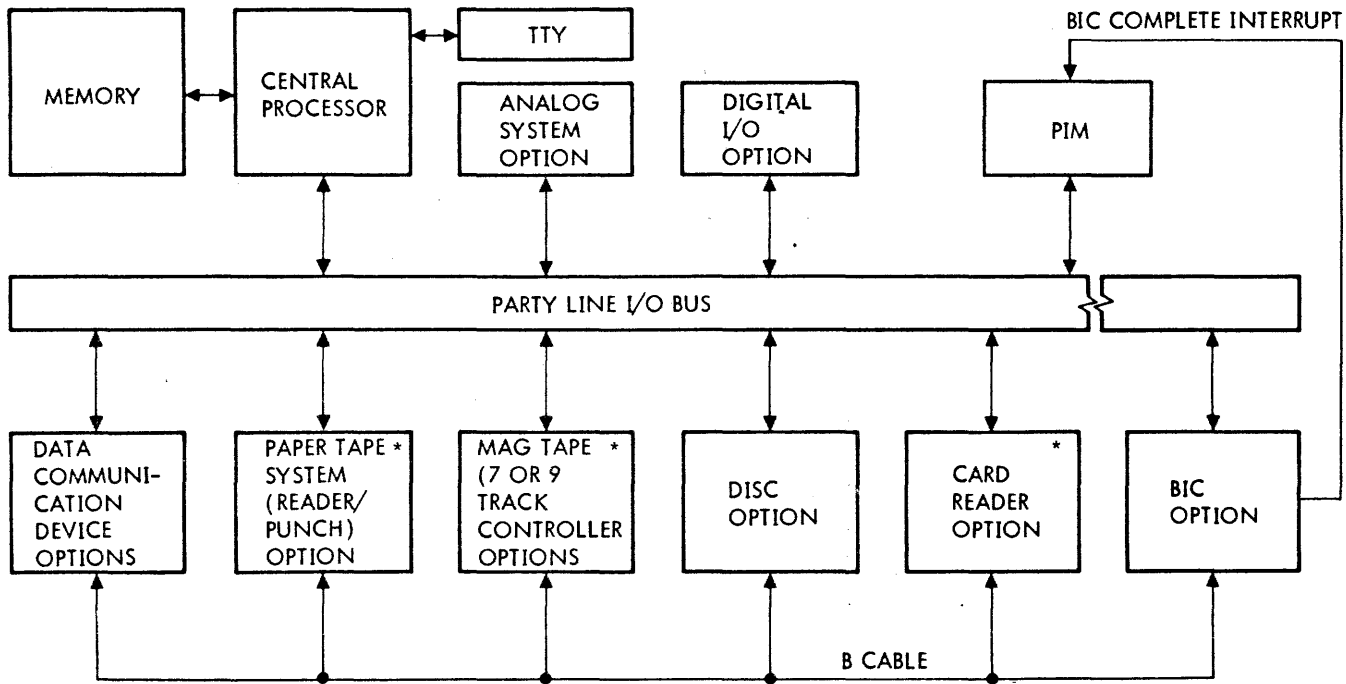 BIC COMPLETE INTERRUPT
TTY
MEMORY
CENTRAL
PROCESSOR
ANALOG
SYSTEM
OPTION
DIGITAL
I/O
OPTION
PIM
PARTY LINE I/O BUS
DATA
COMMUNI-
CATION
DEVICE
OPTIONS
PAPER TAPE *
SYSTEM
(READER/
PUNCH)
OPTION
MAG TAPE *
(7 OR 9
TRACK
CONTROLLER
OPTIONS
DISC
OPTION
*
CARD
READER
OPTION
BIC
OPTION
B CABLE